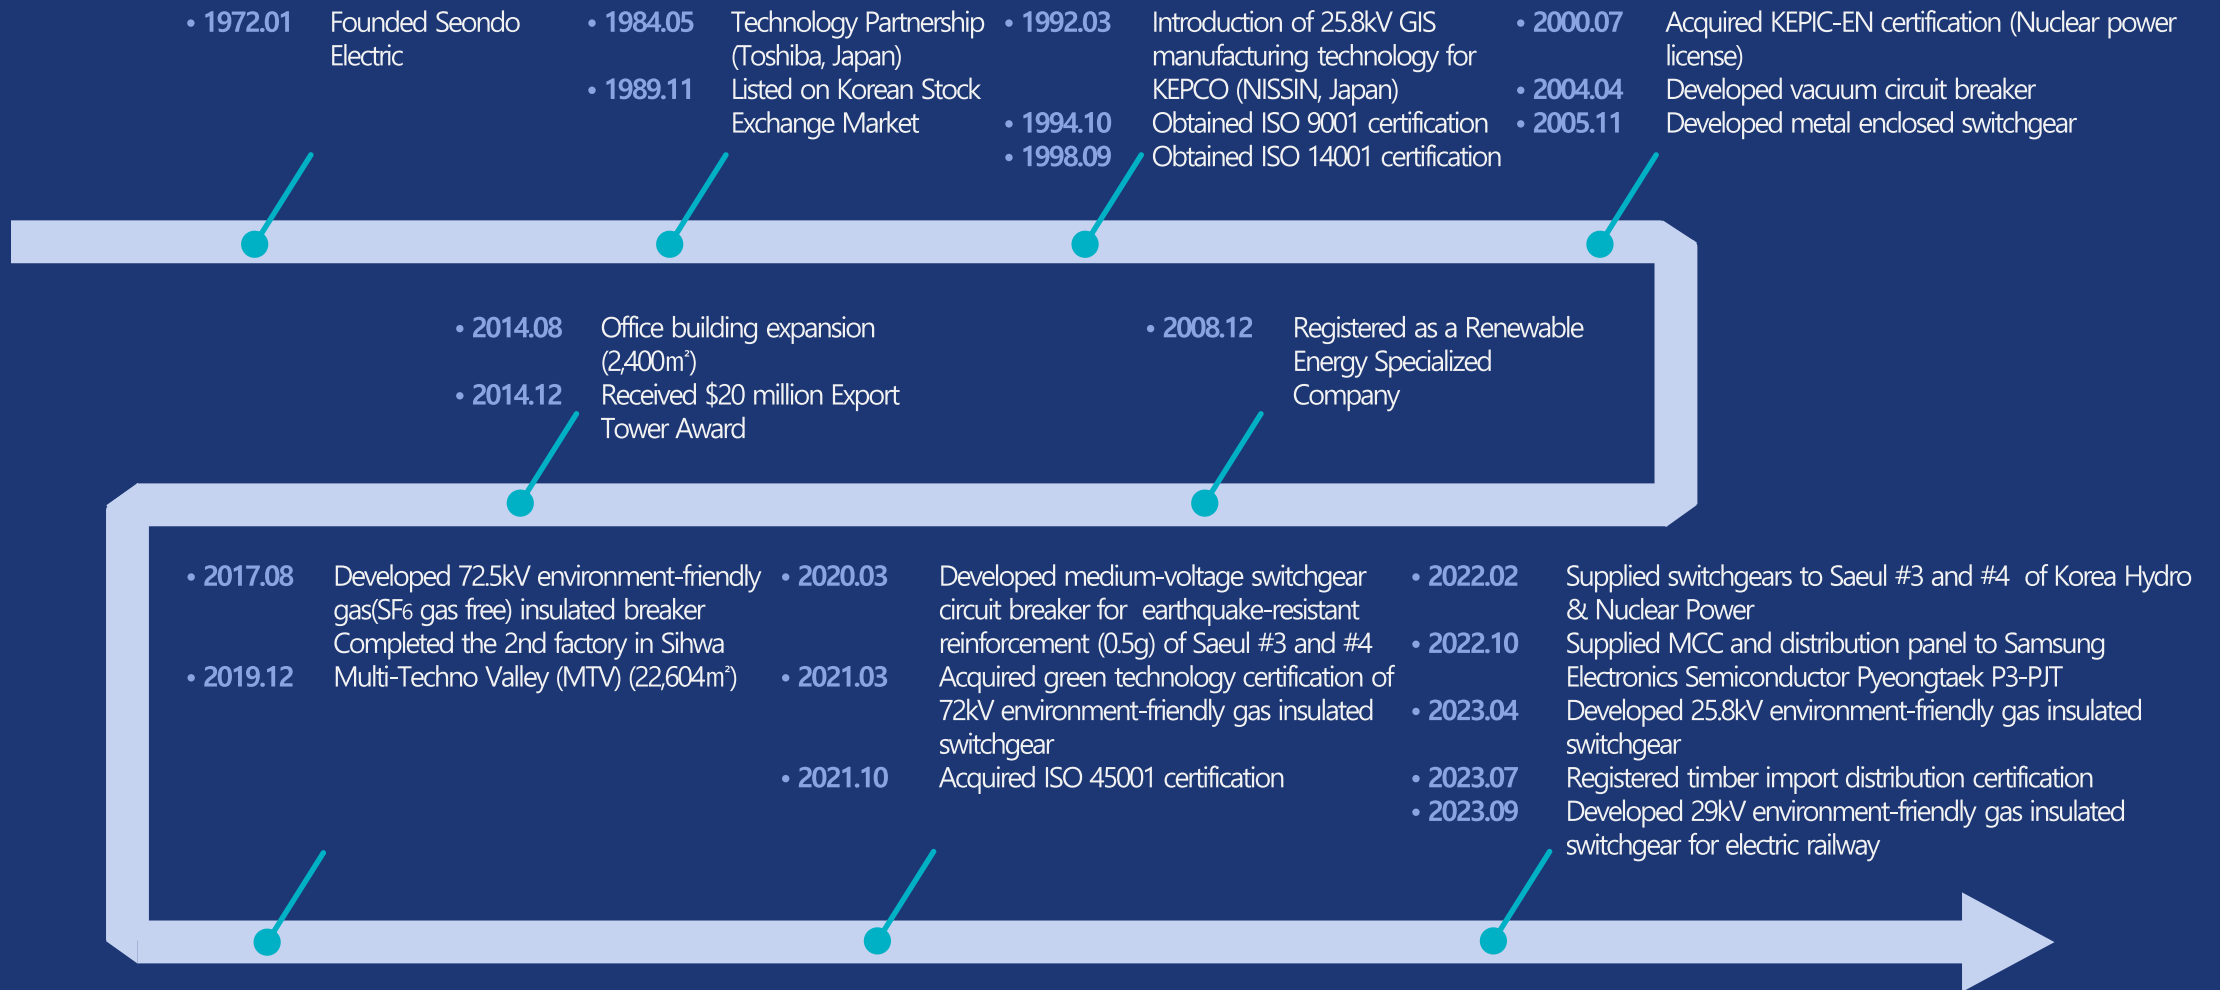 • 1972.01 Founded Seondo
Electric
• 1984.05 Technology Partnership
(Toshiba, Japan)
• 1989.11 Listed on Korean Stock
Exchange Market
• 1992.03 Introduction of 25.8kV GIS
manufacturing technology for
KEPCO (NISSIN, Japan)
• 1994.10 Obtained ISO 9001 certification
• 1998.09 Obtained ISO 14001 certification
• 2000.07 Acquired KEPIC-EN certification (Nuclear power
license)
• 2004.04 Developed vacuum circuit breaker
• 2005.11 Developed metal enclosed switchgear
• 2008.12 Registered as a Renewable
Energy Specialized
Company
• 2014.08 Office building expansion
(2,400㎡)
• 2014.12 Received $20 million Export
Tower Award
• 2017.08 Developed 72.5kV environment-friendly
gas(SF6 gas free) insulated breaker
Completed the 2nd factory in Sihwa
• 2019.12 Multi-Techno Valley (MTV) (22,604㎡)
• 2020.03 Developed medium-voltage switchgear
circuit breaker for earthquake-resistant
reinforcement (0.5g) of Saeul #3 and #4
• 2021.03 Acquired green technology certification of
72kV environment-friendly gas insulated
switchgear
• 2021.10 Acquired ISO 45001 certification
• 2022.02 Supplied switchgears to Saeul #3 and #4 of Korea Hydro
& Nuclear Power
• 2022.10 Supplied MCC and distribution panel to Samsung
Electronics Semiconductor Pyeongtaek P3-PJT
• 2023.04 Developed 25.8kV environment-friendly gas insulated
switchgear
• 2023.07 Registered timber import distribution certification
• 2023.09 Developed 29kV environment-friendly gas insulated
switchgear for electric railway